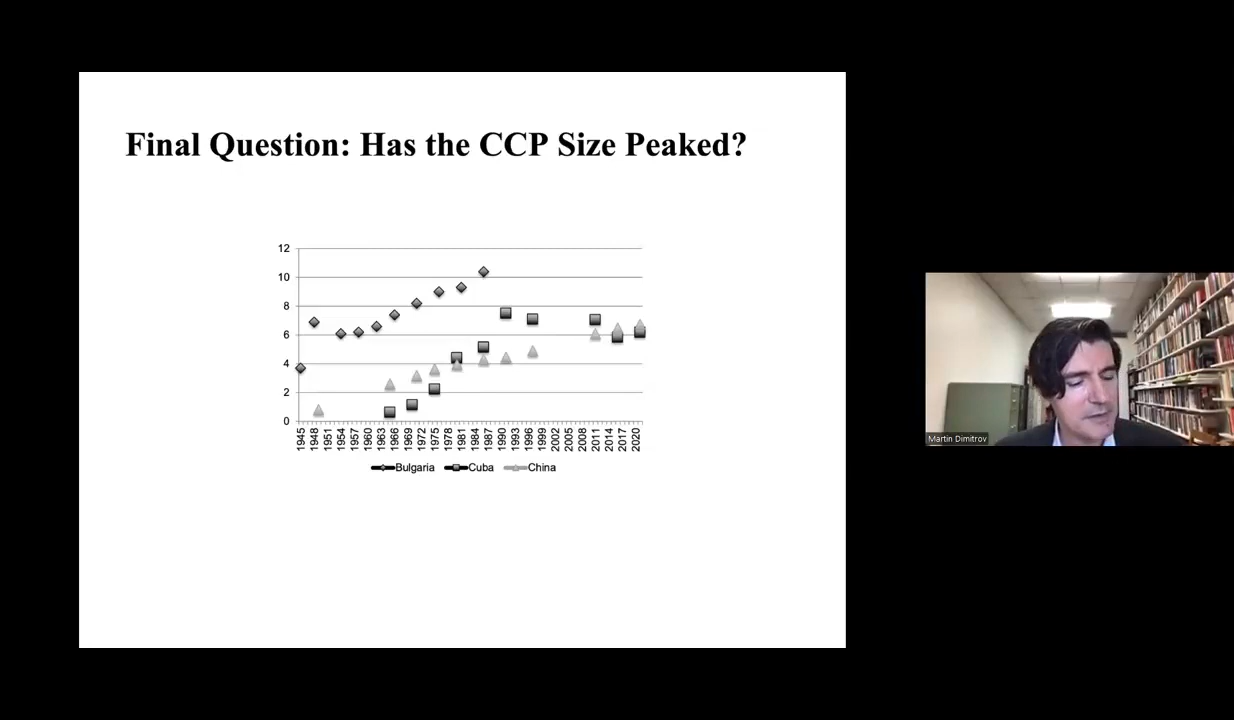 Final Question: Has the CCP Size Peaked?
12
10
8
6
4
2
0
1945 1948 1951 1954 1957 1960 1963 1966 1969 1972 1975 1978 1981 1984 1987 1990 1993 1996 1999 2002 2005 2008 2011 2014 2017 2020
Bulgaria Cuba China
Martin Dimitrov